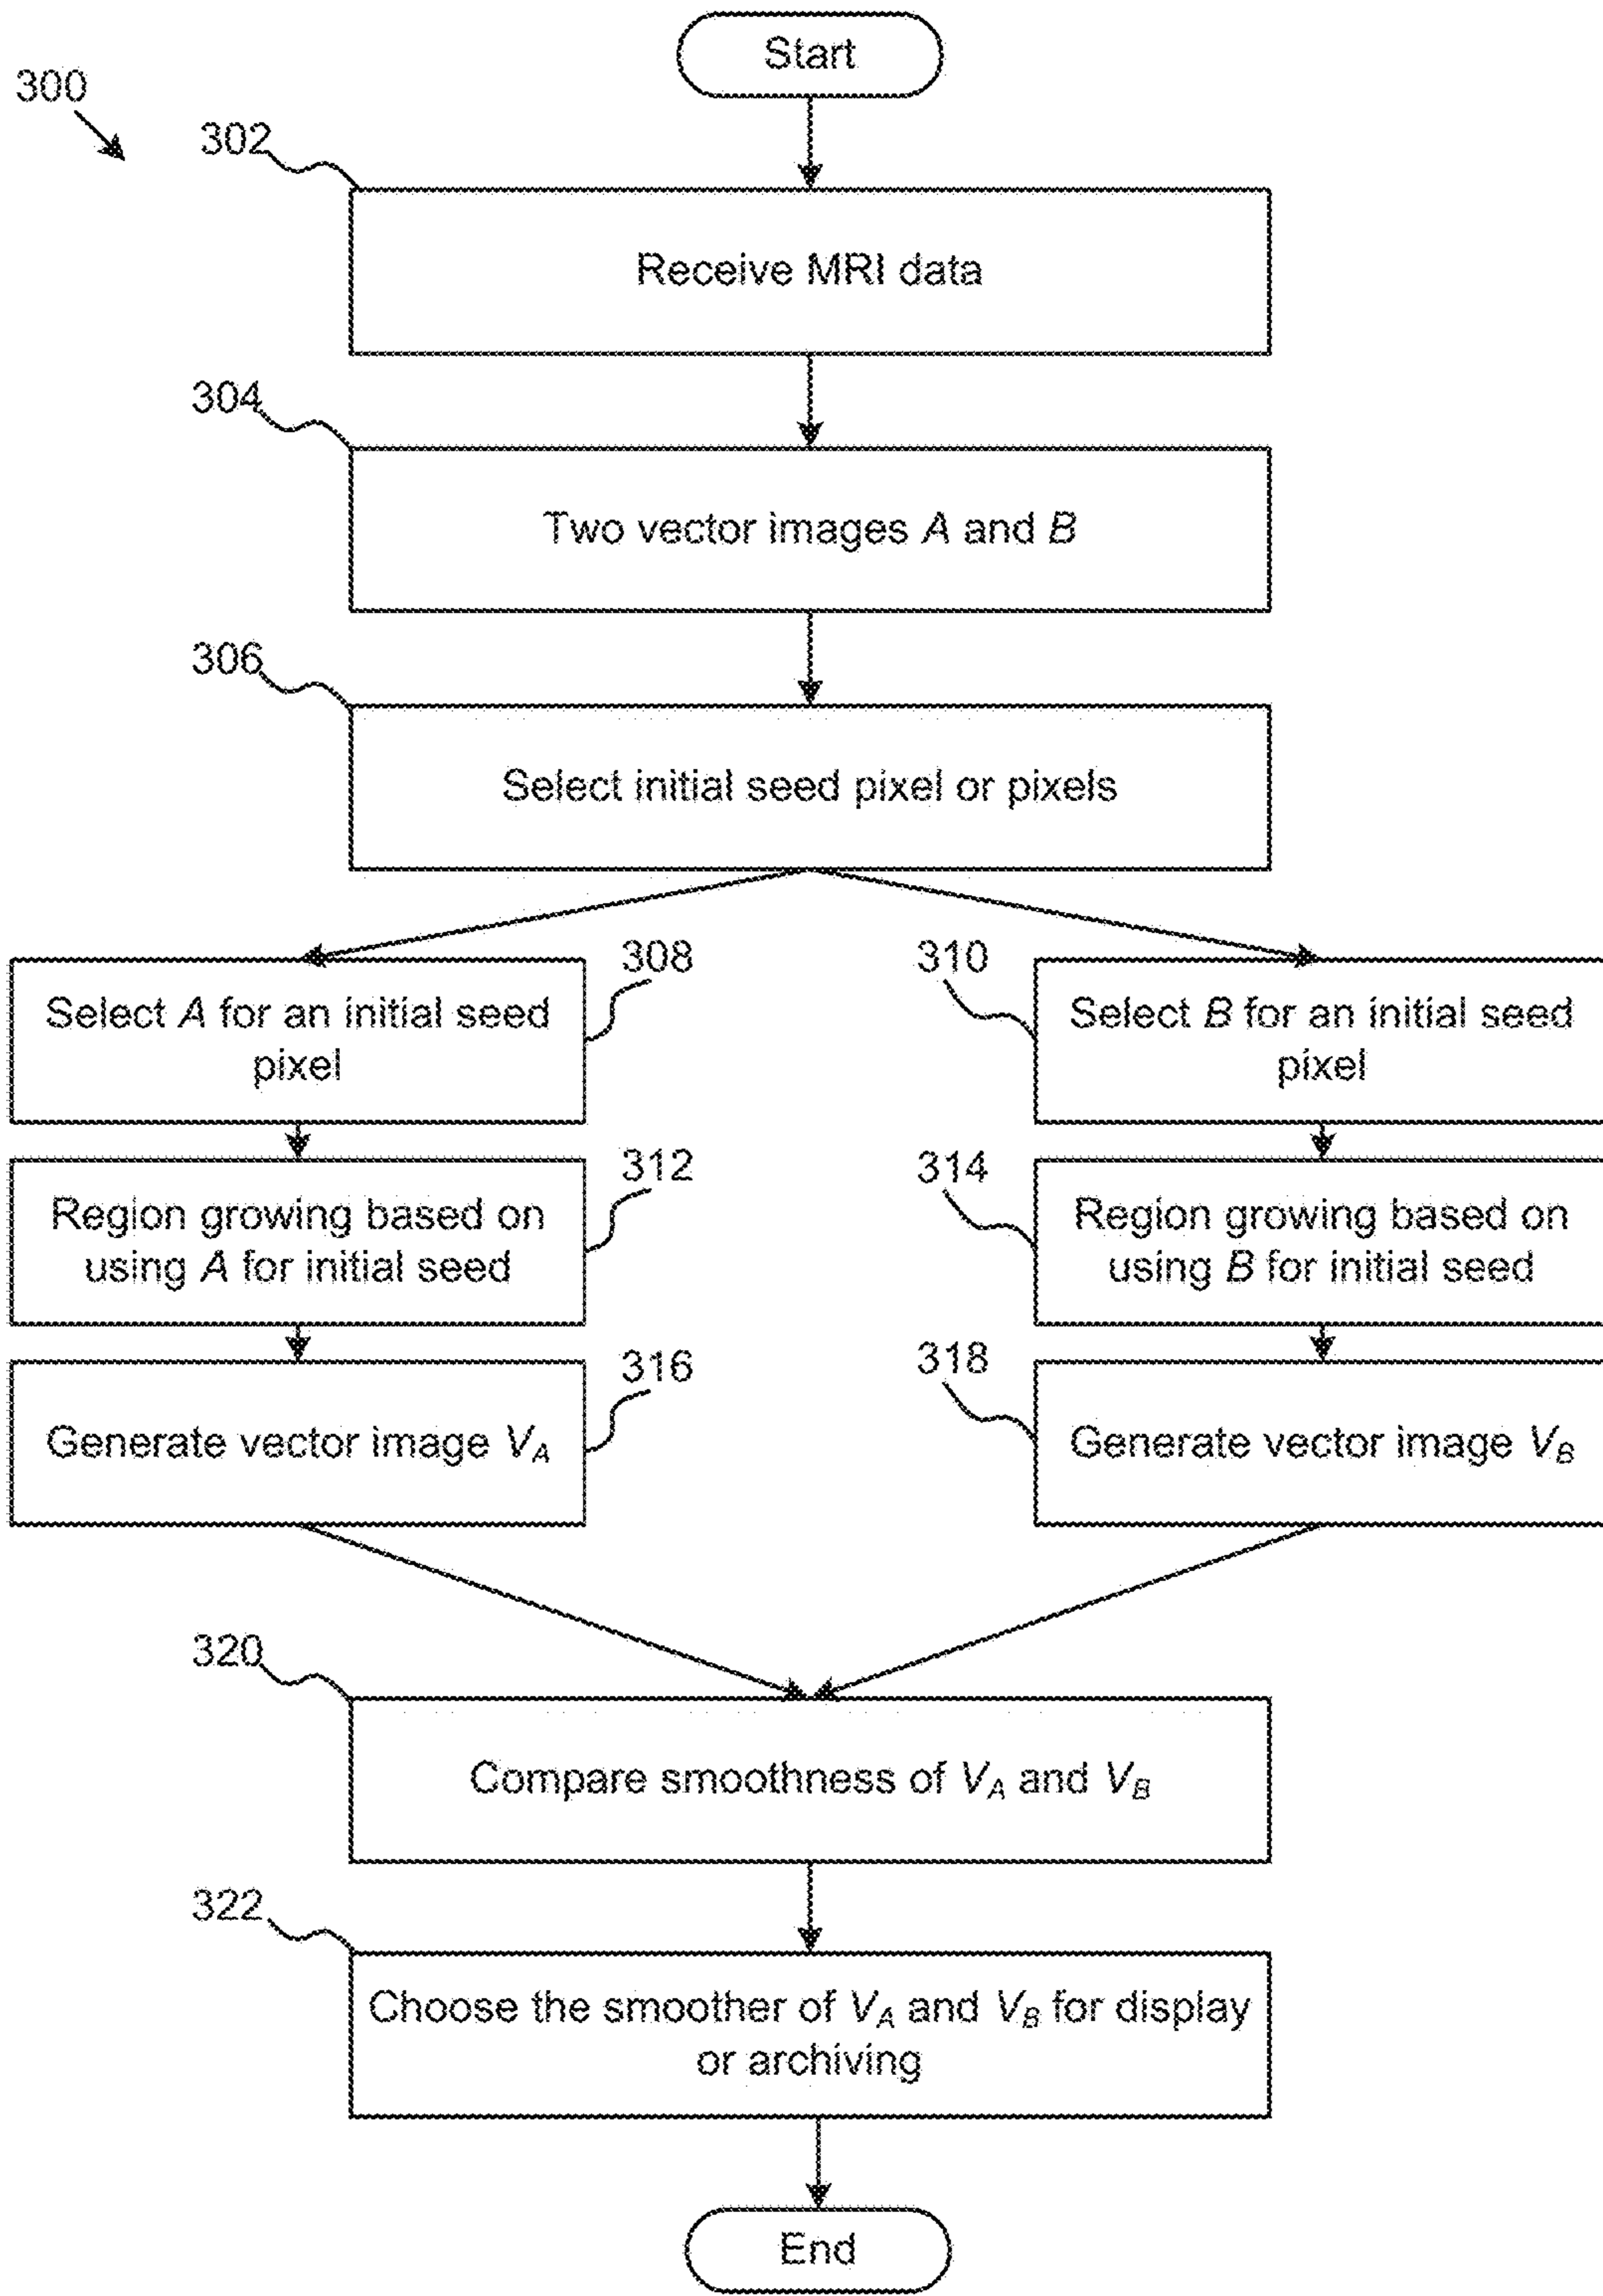 Start
300
302
Receive MRI data
304
Two vector images A and B
306
Select initial seed pixel or pixels
308
310
Select A for an initial seed
pixel
Select B for an initial seed
pixel
312
314
Region growing based on
using A for initial seed
Region growing based on
using B for initial seed
316
318
Generate vector image VA
Generate vector image VB
320
Compare smoothness of VA and VB
322
Choose the smoother of VA and VB for display
or archiving
End